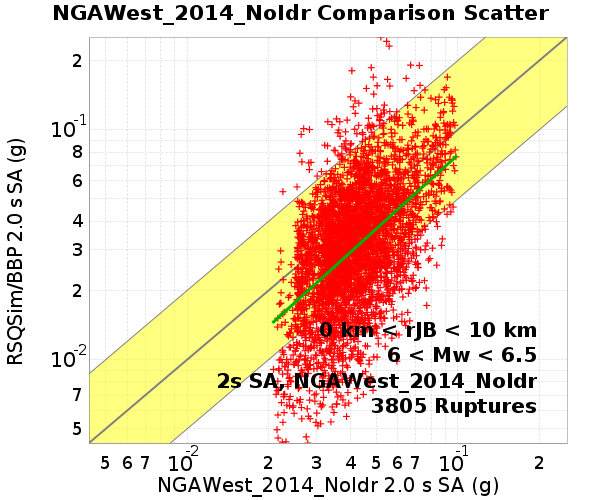 NGAWest_2014_NoIdr Comparison Scatter
RSQSim/BBP 2.0 s SA (g)
2
10^-1
8
6
4
3
2
10^-2
7
5
0 km < rJB < 10 km
6 < Mw < 6.5
2s SA, NGAWest_2014_NoIdr
3805 Ruptures
5 6 7 10^-2 2 3 4 5 6 7 10^-1 2
NGAWest_2014_NoIdr 2.0 s SA (g)